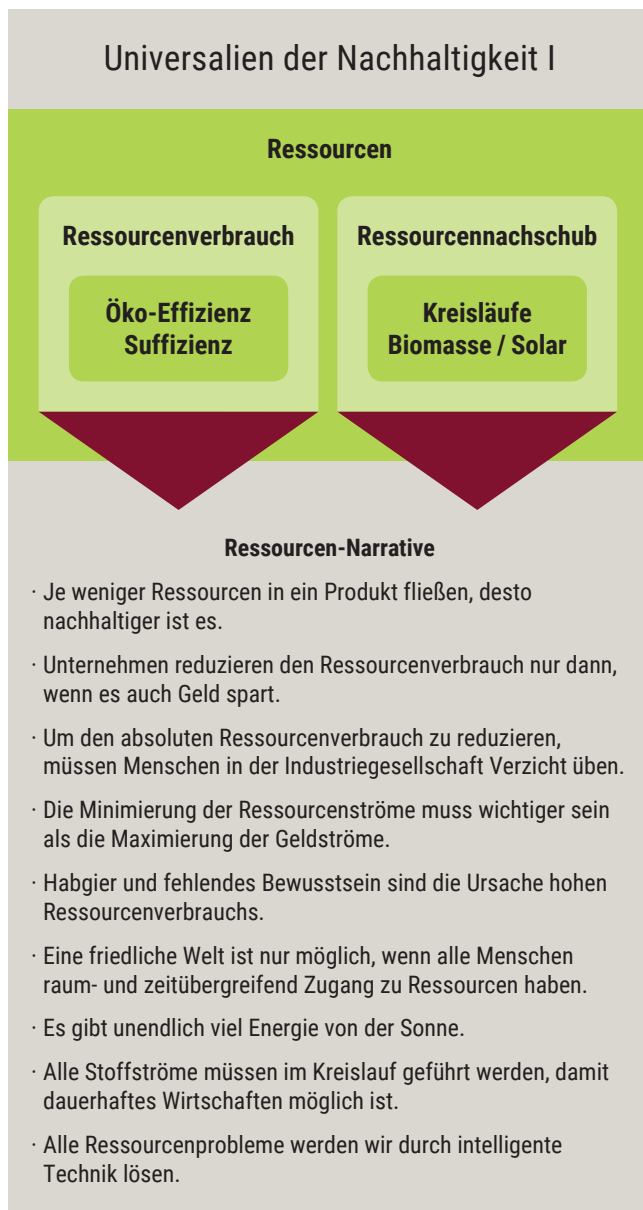 Universalien der Nachhaltigkeit I
Ressourcen
Ressourcenverbrauch
Öko-Effizienz
Suffizienz
Ressourcennachschub
Kreisläufe
Biomasse / Solar
Ressourcen-Narrative
· Je weniger Ressourcen in ein Produkt fließen, desto
nachhaltiger ist es.
· Unternehmen reduzieren den Ressourcenverbrauch nur dann,
wenn es auch Geld spart.
· Um den absoluten Ressourcenverbrauch zu reduzieren,
müssen Menschen in der Industriegesellschaft Verzicht üben.
· Die Minimierung der Ressourcenströme muss wichtiger sein
als die Maximierung der Geldströme.
· Habgier und fehlendes Bewusstsein sind die Ursache hohen
Ressourcenverbrauchs.
· Eine friedliche Welt ist nur möglich, wenn alle Menschen
raum- und zeitübergreifend Zugang zu Ressourcen haben.
· Es gibt unendlich viel Energie von der Sonne.
· Alle Stoffströme müssen im Kreislauf geführt werden, damit
dauerhaftes Wirtschaften möglich ist.
· Alle Ressourcenprobleme werden wir durch intelligente
Technik lösen.